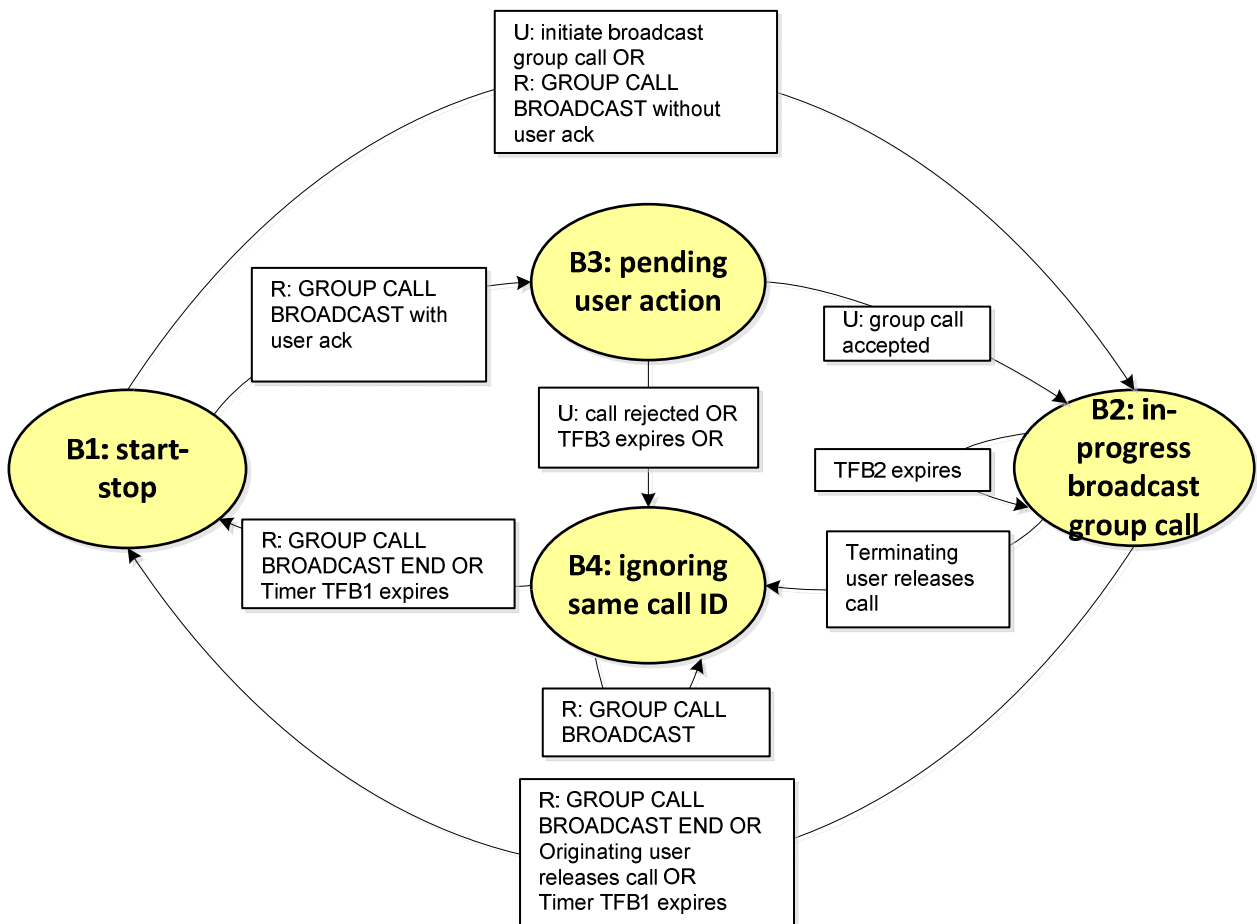 U: initiate broadcast
group call OR
R: GROUP CALL
BROADCAST without
user ack
B3: pending
user action
R: GROUP CALL
BROADCAST with
user ack
U: group call
accepted
U: call rejected OR
TFB3 expires OR
B1: start-
stop
B2: in-
progress
broadcast
group call
TFB2 expires
R: GROUP CALL
BROADCAST END OR
Timer TFB1 expires
B4: ignoring
same call ID
Terminating
user releases
call
R: GROUP CALL
BROADCAST
R: GROUP CALL
BROADCAST END OR
Originating user
releases call OR
Timer TFB1 expires